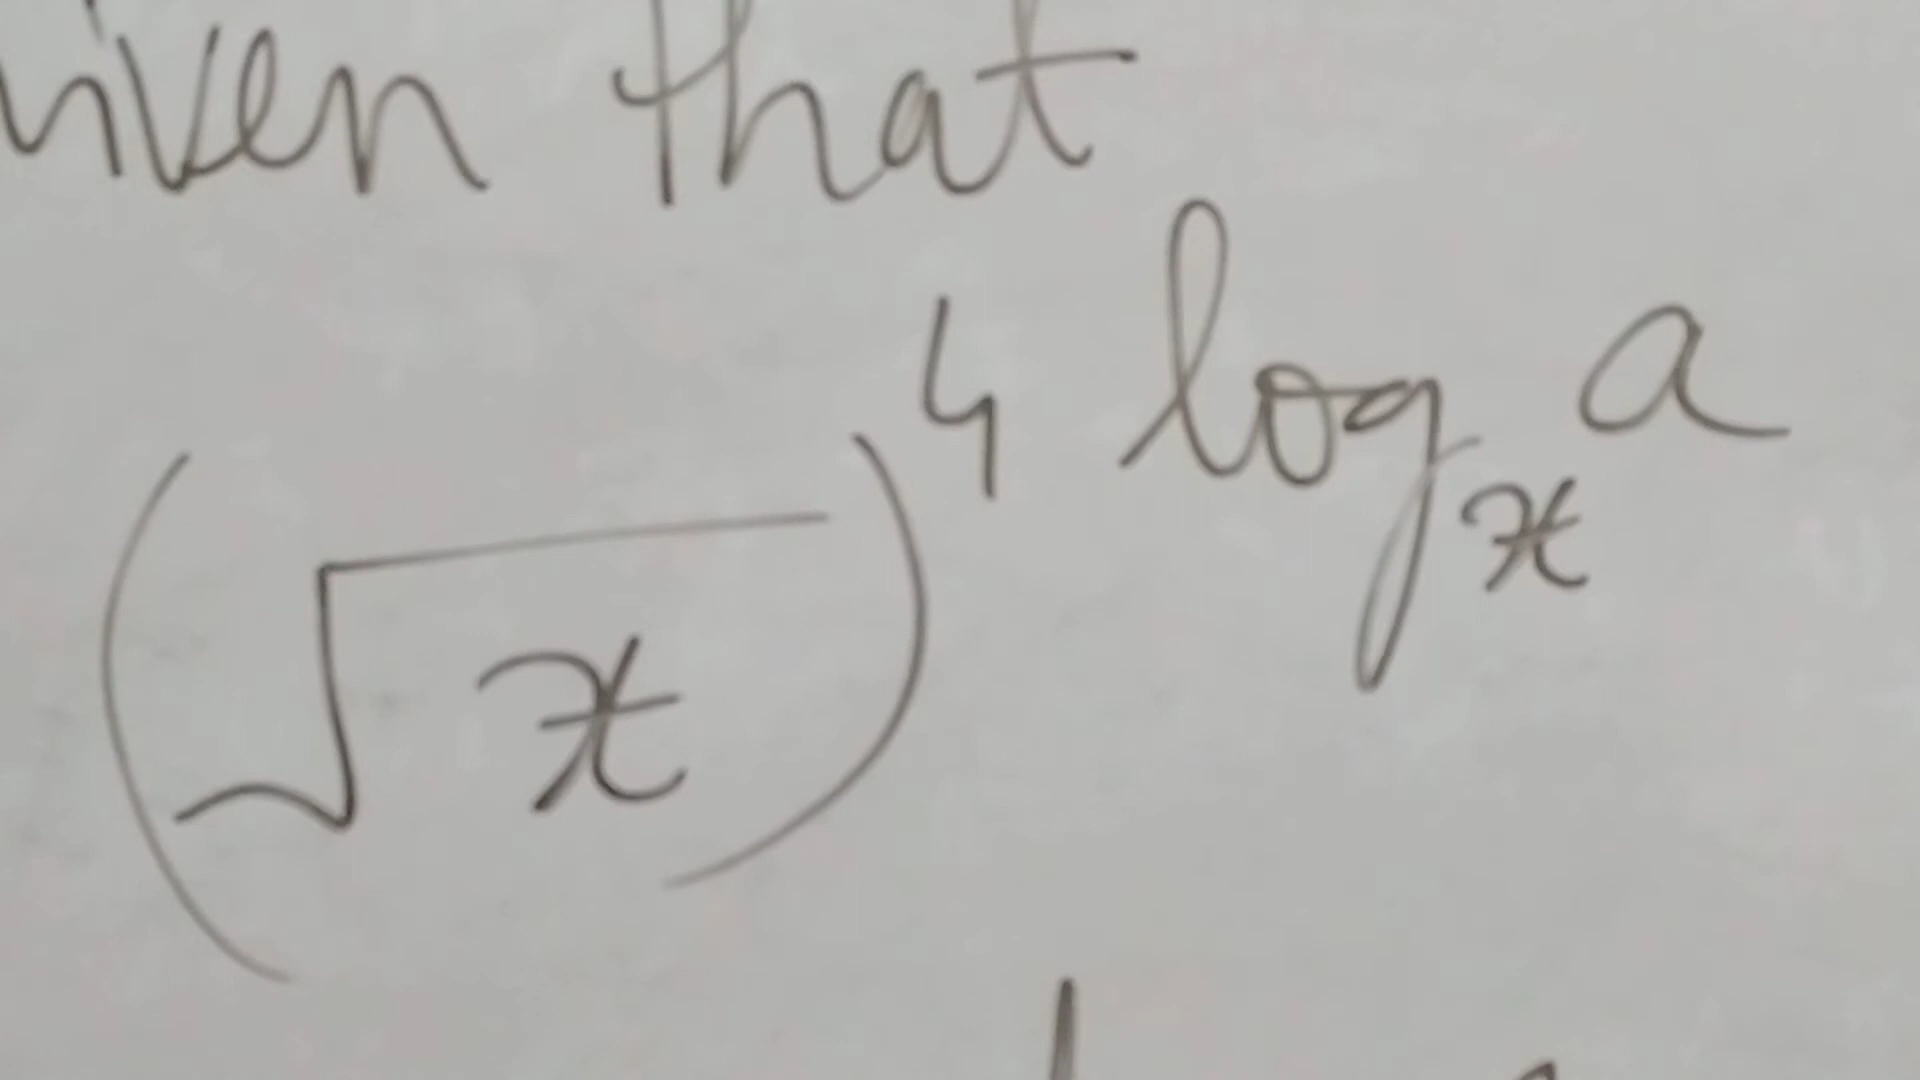 iven that
(√x)^4 log_x a